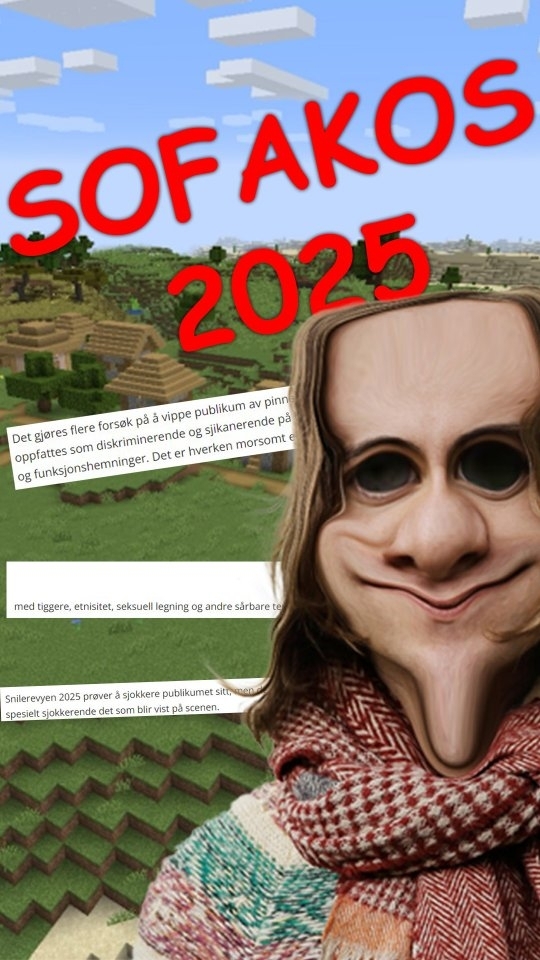 SOFAKOS
2025
Det gjøres flere forsøk på å vippe publikum av pinn
oppfattes som diskriminerende og sjikanerende på
og funksjonshemninger. Det er hverken morsomt e
med tiggere, etnisitet, seksuell legning og andre sårbare te
Snilerevyen 2025 prøver å sjokkere publikumet sitt, men d
spesielt sjokkerende det som blir vist på scenen.